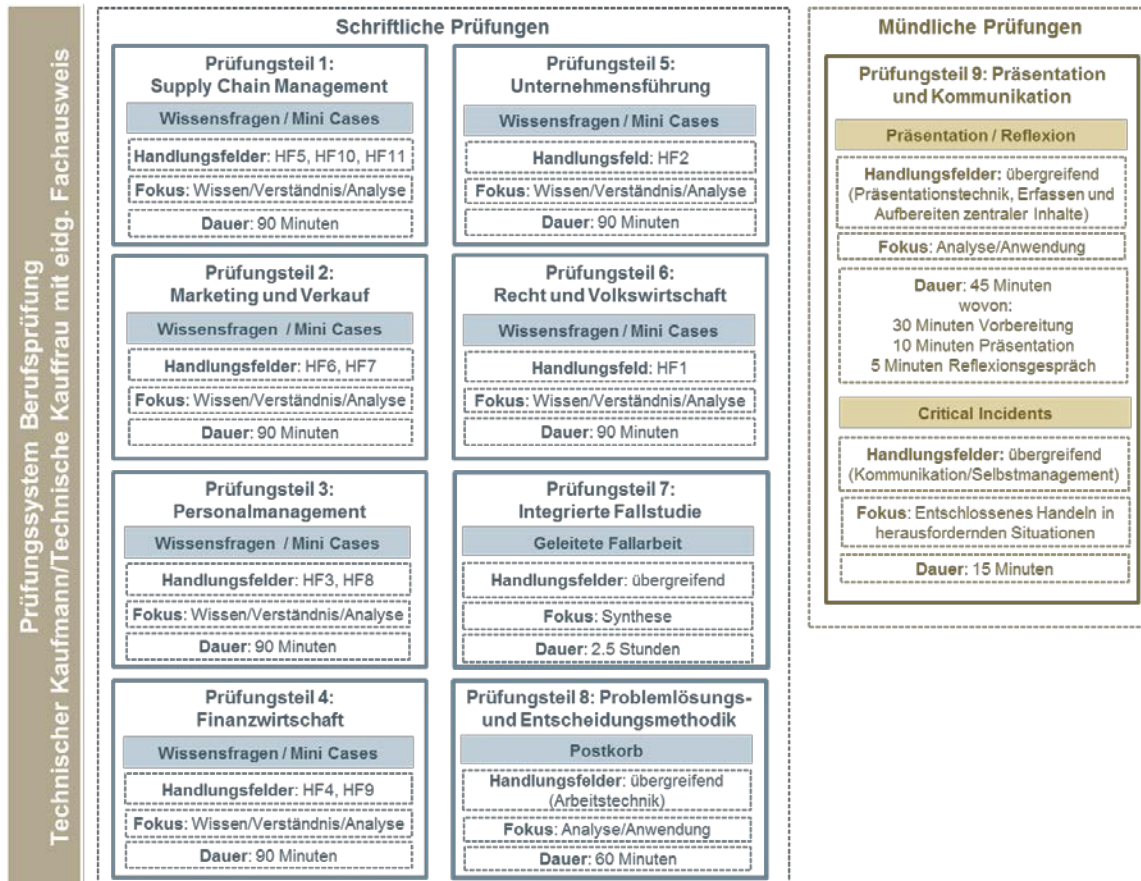 Prüfungssystem Berufsprüfung
Technischer Kaufmann/Technische Kauffrau mit eidg. Fachausweis
Schriftliche Prüfungen
Prüfungsteil 1:
Supply Chain Management
Wissensfragen / Mini Cases
Handlungsfelder: HF5, HF10, HF11
Fokus: Wissen/Verständnis/Analyse
Dauer: 90 Minuten
Prüfungsteil 2:
Marketing und Verkauf
Wissensfragen / Mini Cases
Handlungsfelder: HF6, HF7
Fokus: Wissen/Verständnis/Analyse
Dauer: 90 Minuten
Prüfungsteil 3:
Personalmanagement
Wissensfragen / Mini Cases
Handlungsfelder: HF3, HF8
Fokus: Wissen/Verständnis/Analyse
Dauer: 90 Minuten
Prüfungsteil 4:
Finanzwirtschaft
Wissensfragen / Mini Cases
Handlungsfelder: HF4, HF9
Fokus: Wissen/Verständnis/Analyse
Dauer: 90 Minuten
Prüfungsteil 5:
Unternehmensführung
Wissensfragen / Mini Cases
Handlungsfeld: HF2
Fokus: Wissen/Verständnis/Analyse
Dauer: 90 Minuten
Prüfungsteil 6:
Recht und Volkswirtschaft
Wissensfragen / Mini Cases
Handlungsfeld: HF1
Fokus: Wissen/Verständnis/Analyse
Dauer: 90 Minuten
Prüfungsteil 7:
Integrierte Fallstudie
Geleitete Fallarbeit
Handlungsfelder: übergreifend
Fokus: Synthese
Dauer: 2.5 Stunden
Prüfungsteil 8: Problemlösungs-
und Entscheidungsmethodik
Postkorb
Handlungsfelder: übergreifend
(Arbeitstechnik)
Fokus: Analyse/Anwendung
Dauer: 60 Minuten
Mündliche Prüfungen
Prüfungsteil 9: Präsentation
und Kommunikation
Präsentation / Reflexion
Handlungsfelder: übergreifend
(Präsentationstechnik, Erfassen und
Aufbereiten zentraler Inhalte)
Fokus: Analyse/Anwendung
Dauer: 45 Minuten
wovon:
30 Minuten Vorbereitung
10 Minuten Präsentation
5 Minuten Reflexionsgespräch
Critical Incidents
Handlungsfelder: übergreifend
(Kommunikation/Selbstmanagement)
Fokus: Entschlossenes Handeln in
herausfordernden Situationen
Dauer: 15 Minuten